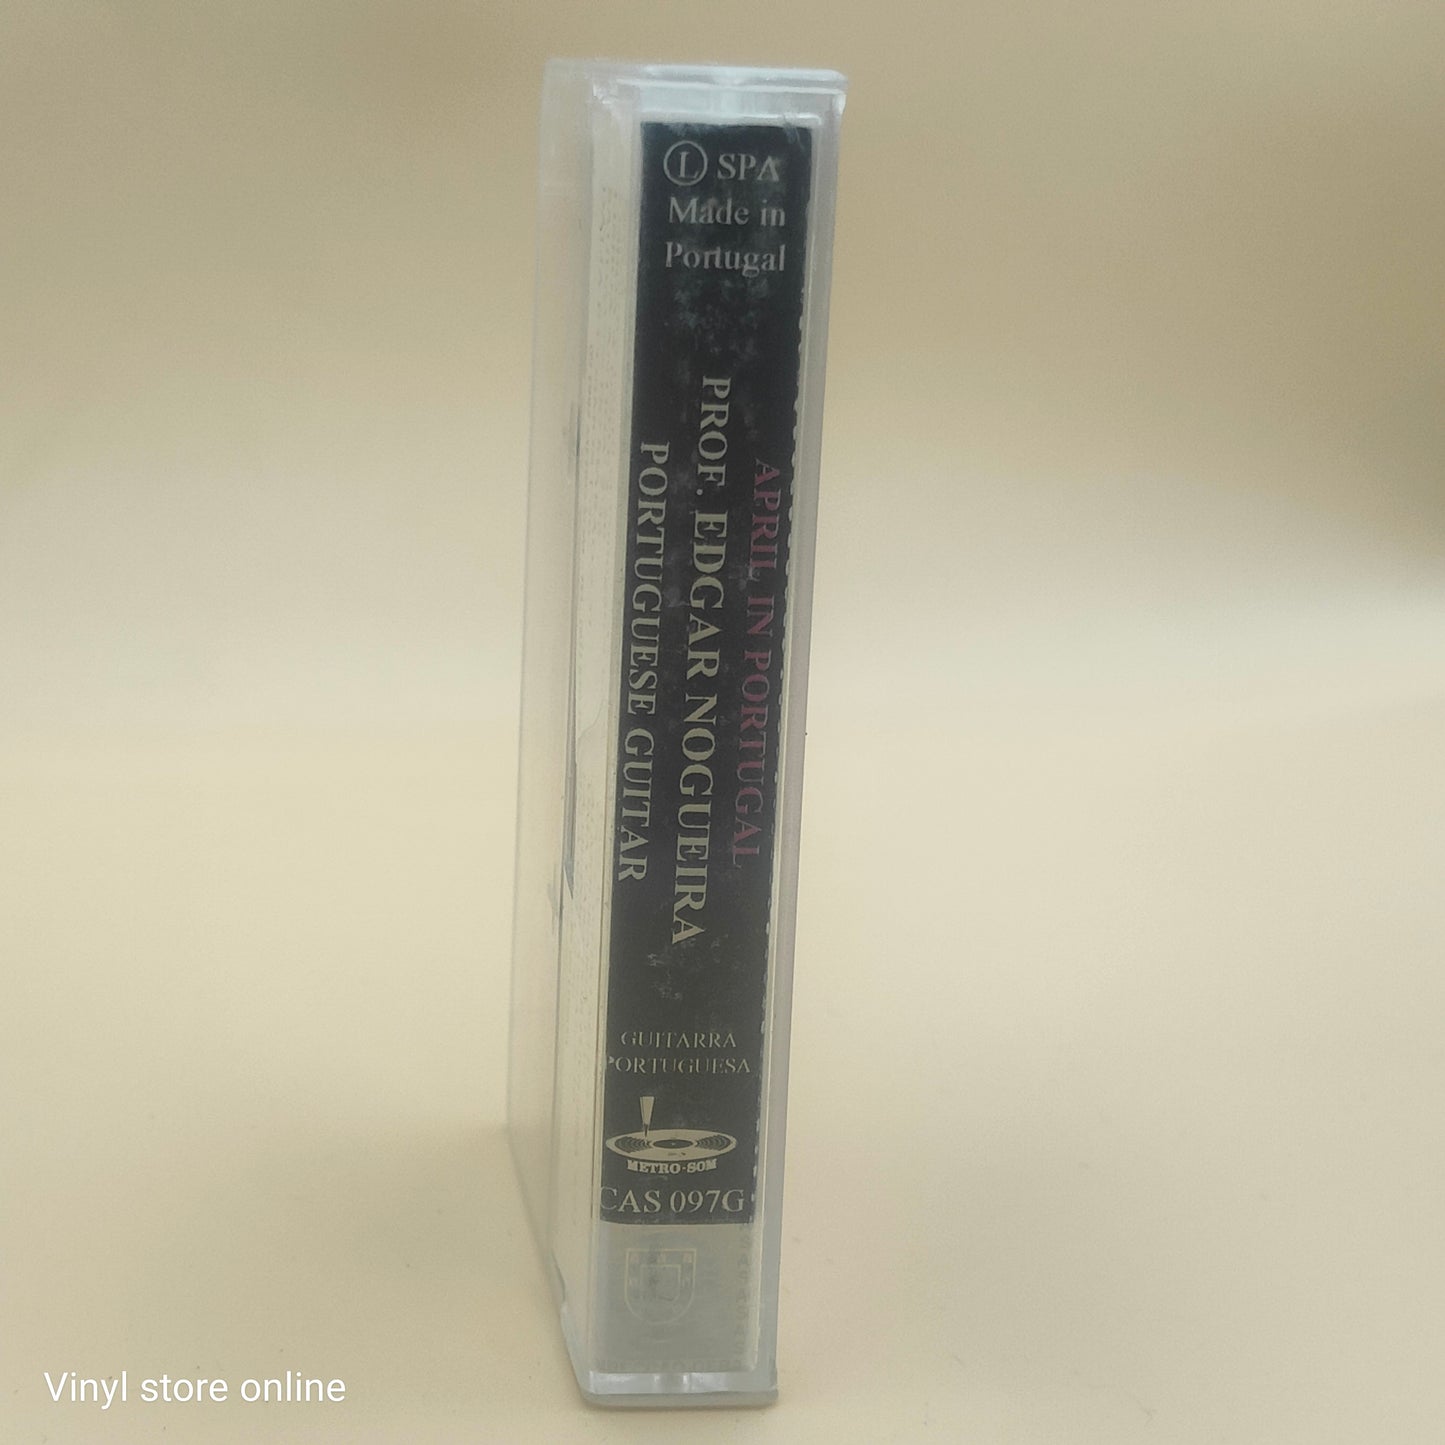 Ⓛ SPA
Made in
Portugal
APRIL IN PORTUGAL
PROF. EDGAR NOGUEIRA
PORTUGUESE GUITAR
GUITARRA
PORTUGUESA
METRO-SOM
CAS 097G
Vinyl store online